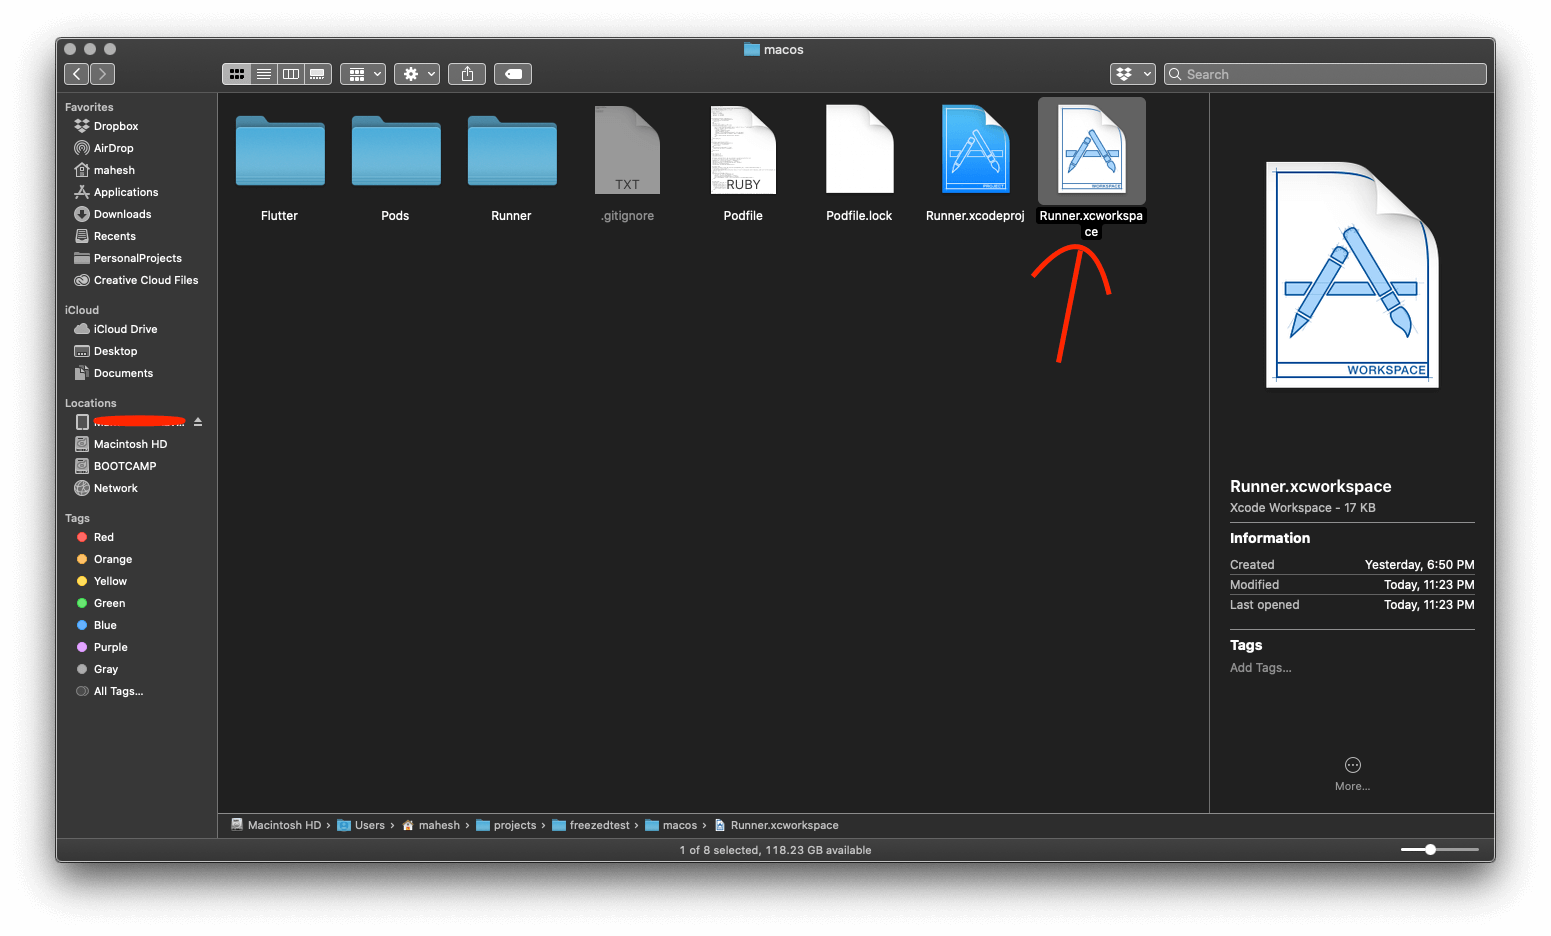 macos
Search
Favorites
Dropbox
AirDrop
mahesh
Applications
Downloads
Recents
PersonalProjects
Creative Cloud Files
iCloud
iCloud Drive
Desktop
Documents
Locations
Macintosh HD
BOOTCAMP
Network
Tags
Red
Orange
Yellow
Green
Blue
Purple
Gray
All Tags...
TXT
RUBY
PROJECT
WORKSPACE
Flutter
Pods
Runner
.gitignore
Podfile
Podfile.lock
Runner.xcodeproj
Runner.xcworkspa
ce
WORKSPACE
Runner.xcworkspace
Xcode Workspace - 17 KB
Information
Created Yesterday, 6:50 PM
Modified Today, 11:23 PM
Last opened Today, 11:23 PM
Tags
Add Tags...
More...
Macintosh HD › Users › mahesh › projects › freezedtest › macos › Runner.xcworkspace
1 of 8 selected, 118.23 GB available